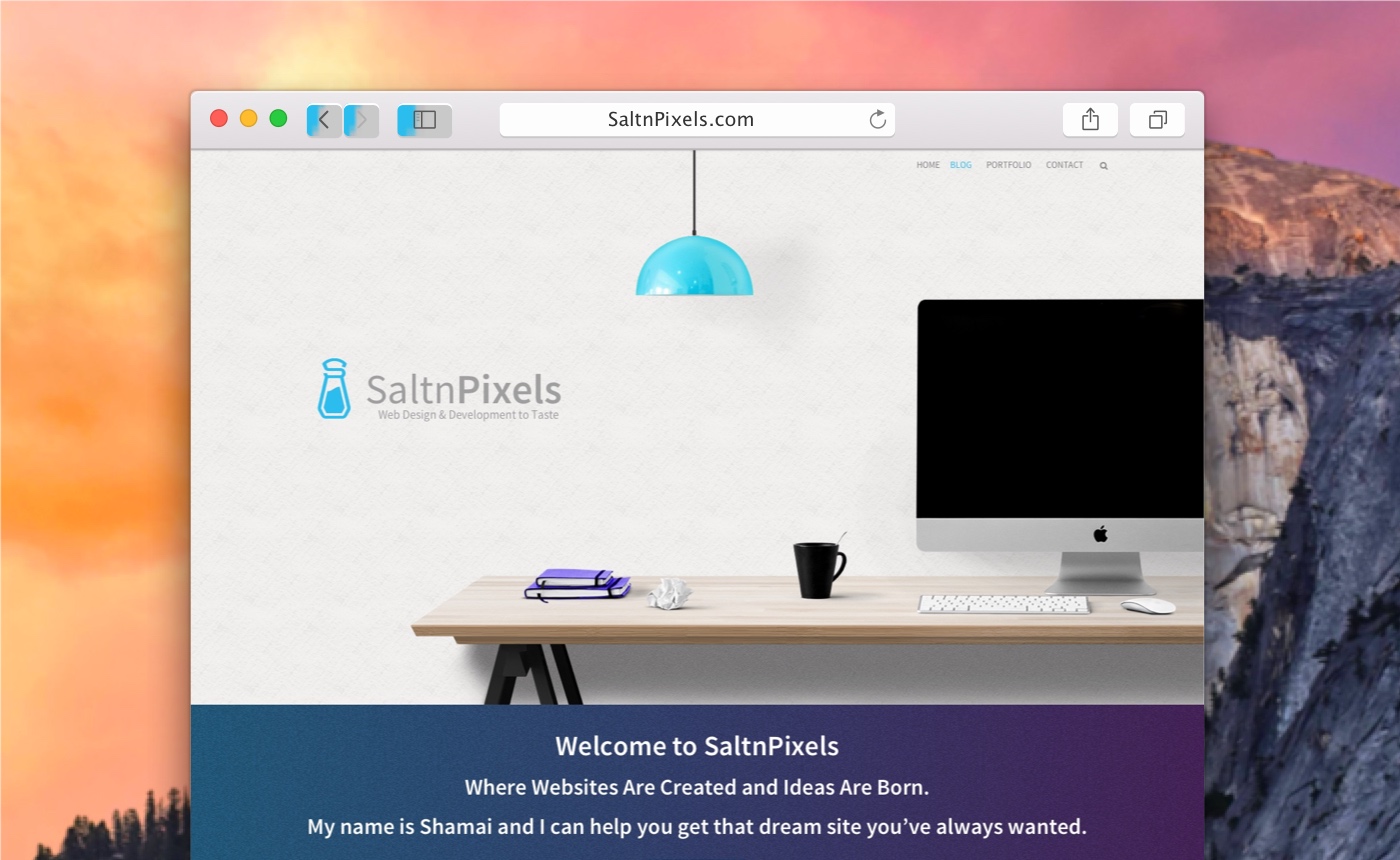 SaltnPixels.com
HOME BLOG PORTFOLIO CONTACT
SaltnPixels
Web Design & Development to Taste
Welcome to SaltnPixels
Where Websites Are Created and Ideas Are Born.
My name is Shamai and I can help you get that dream site you’ve always wanted.